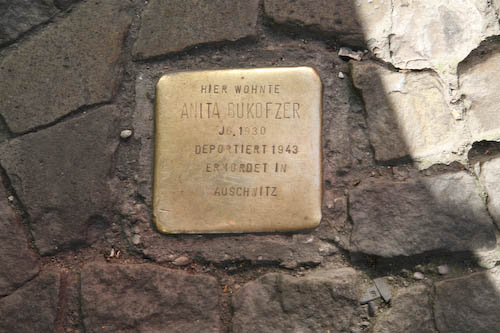 HIER WOHNTE
ANITA BUKOFZER
JG. 1930
DEPORTIERT 1943
ERMORDET IN
AUSCHWITZ